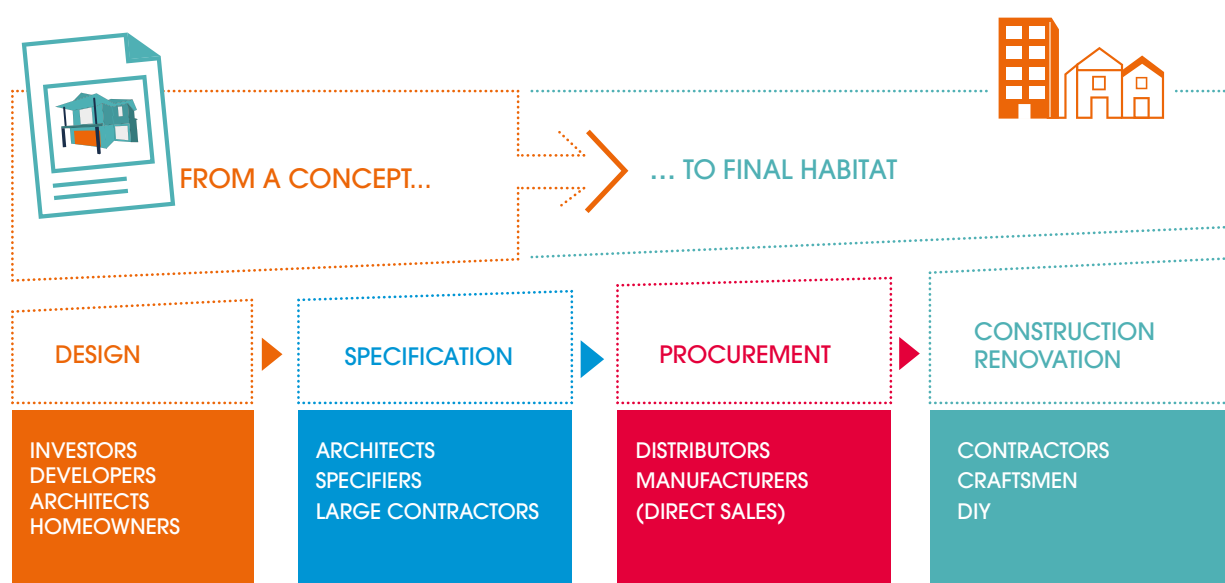 FROM A CONCEPT...
... TO FINAL HABITAT
DESIGN
SPECIFICATION
PROCUREMENT
CONSTRUCTION
RENOVATION
INVESTORS
DEVELOPERS
ARCHITECTS
HOMEOWNERS
ARCHITECTS
SPECIFIERS
LARGE CONTRACTORS
DISTRIBUTORS
MANUFACTURERS
(DIRECT SALES)
CONTRACTORS
CRAFTSMEN
DIY